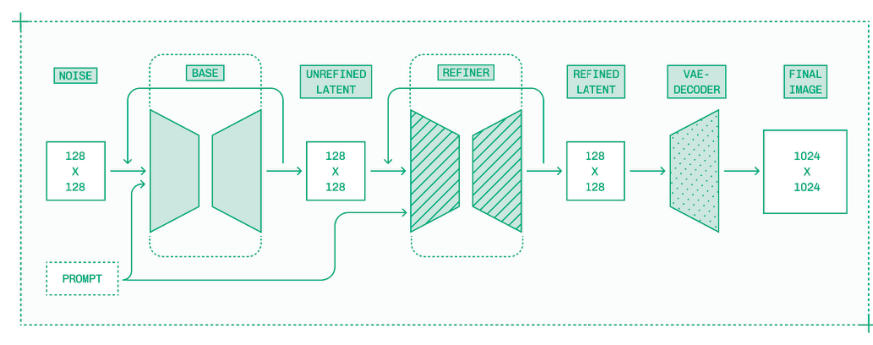 NOISE
BASE
UNREFINED
LATENT
REFINER
REFINED
LATENT
VAE-
DECODER
FINAL
IMAGE
128
X
128
128
X
128
128
X
128
1024
X
1024
PROMPT